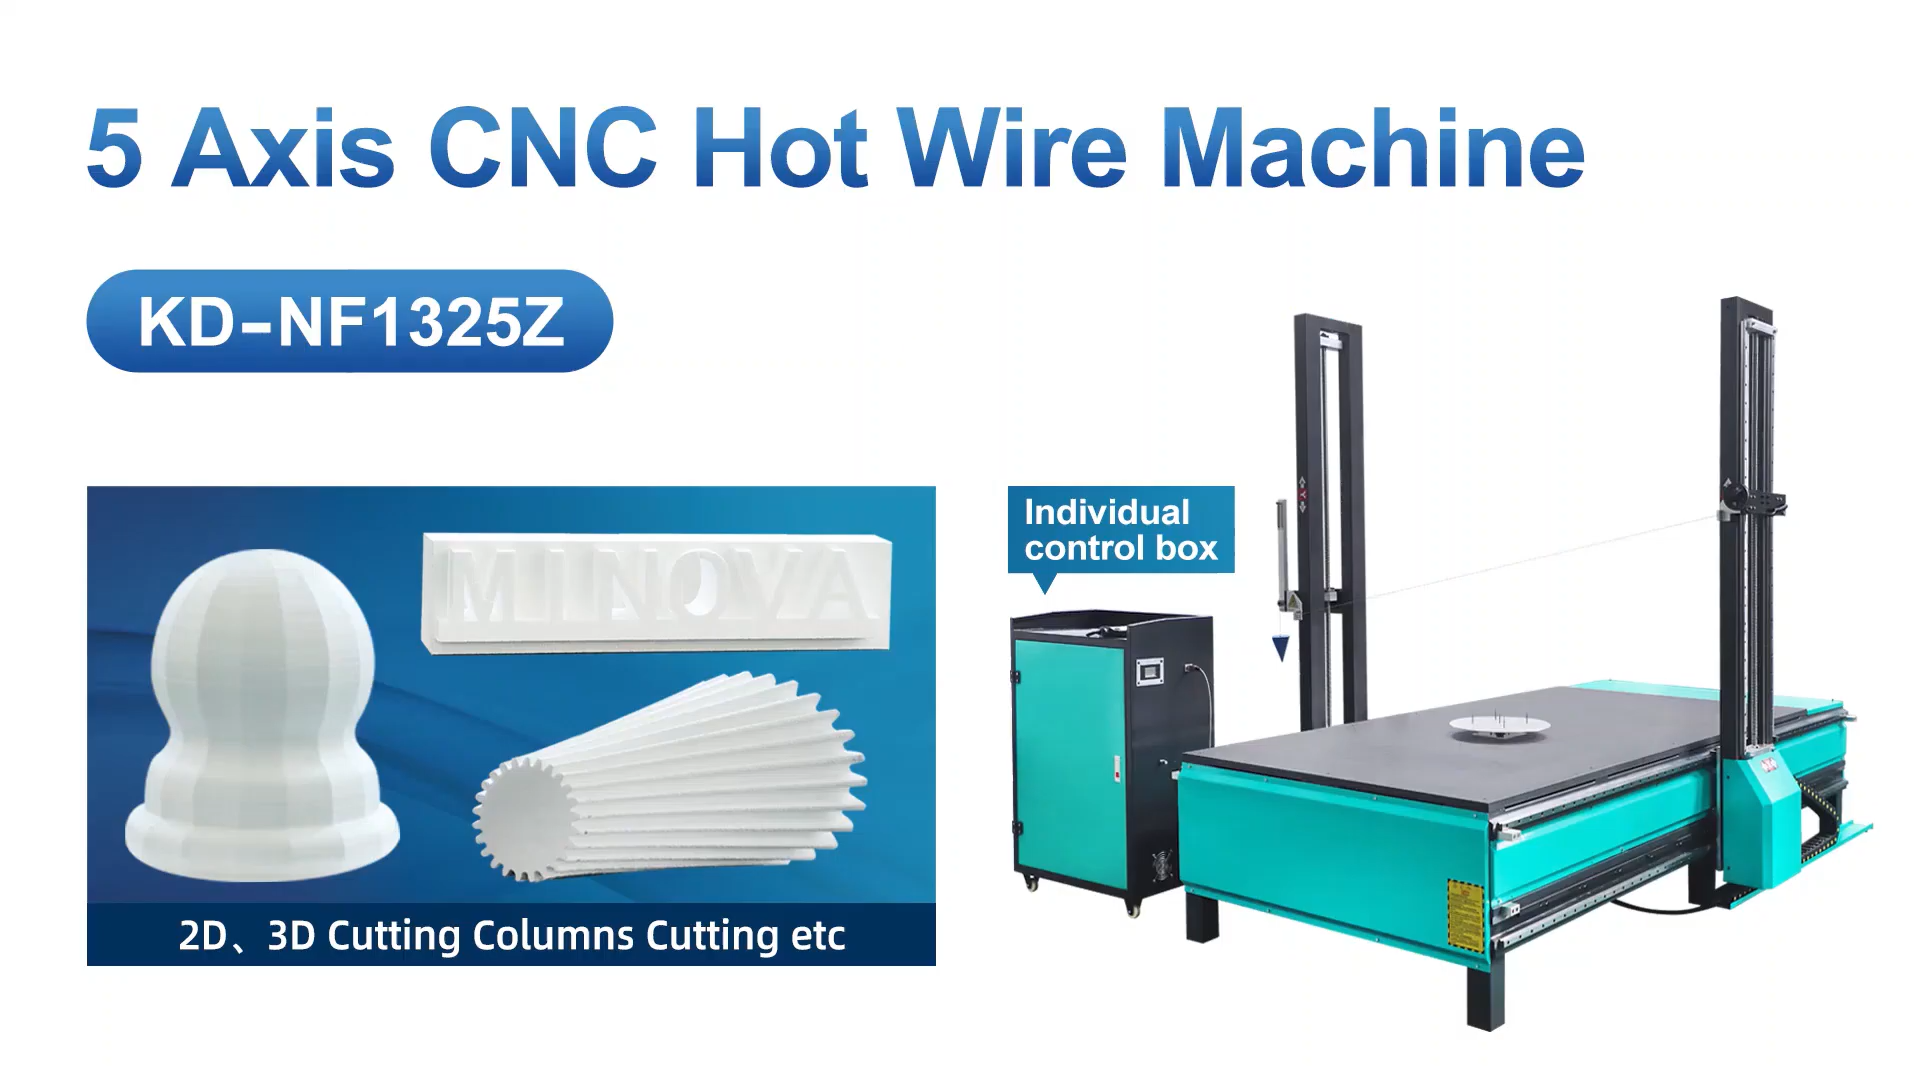 5 Axis CNC Hot Wire Machine
KD-NF1325Z
MINOVA
Individual
control box
2D、3D Cutting Columns Cutting etc